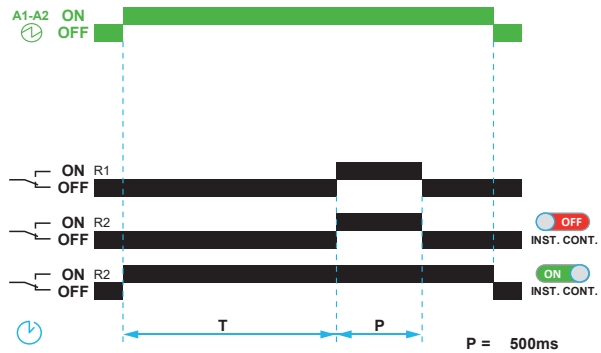 A1-A2 ON
OFF
ON R1
OFF
ON R2
OFF
OFF
INST. CONT.
ON R2
OFF
ON
INST. CONT.
T
P
P = 500ms